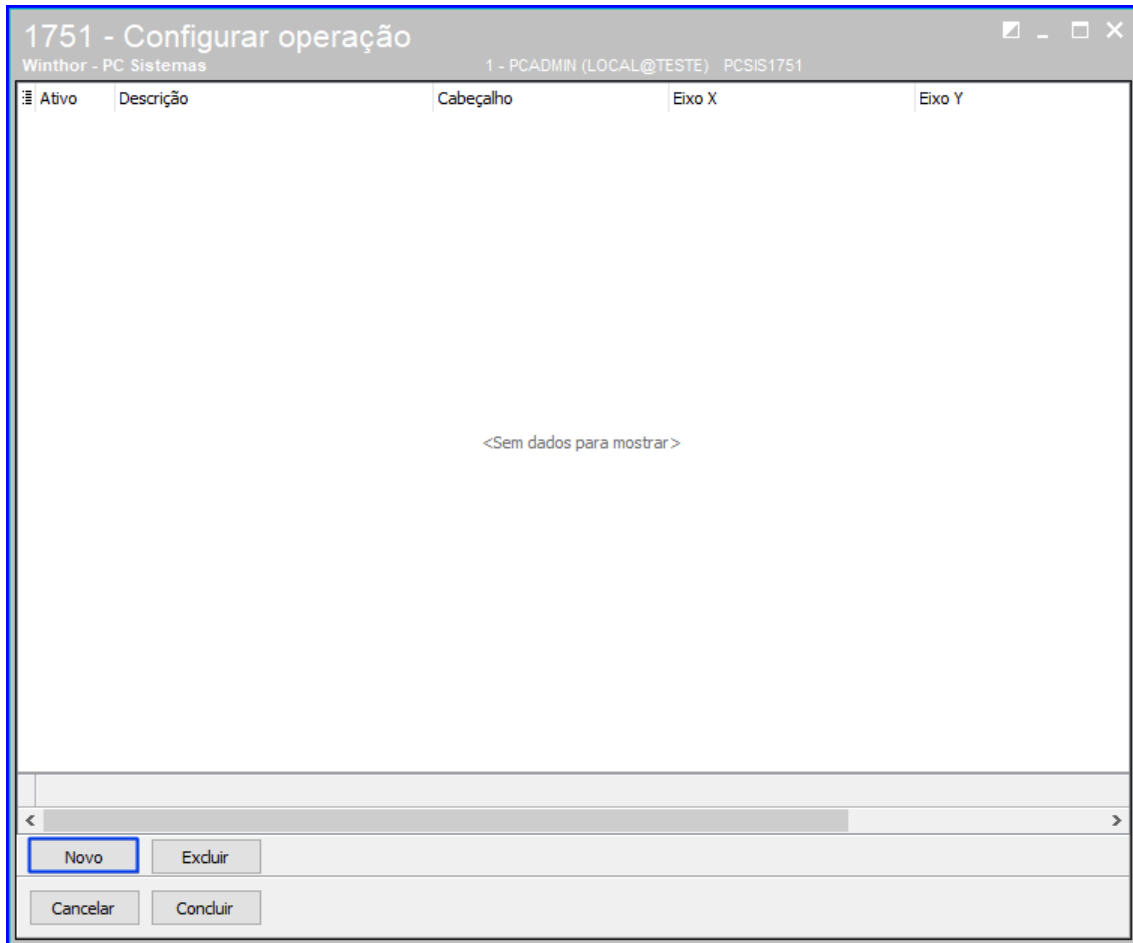 1751 - Configurar operação
Winthor - PC Sistemas 1 - PCADMIN (LOCAL@TESTE) PCSIS1751
Ativo Descrição Cabeçalho Eixo X Eixo Y
<Sem dados para mostrar>
Novo Excluir
Cancelar Concluir